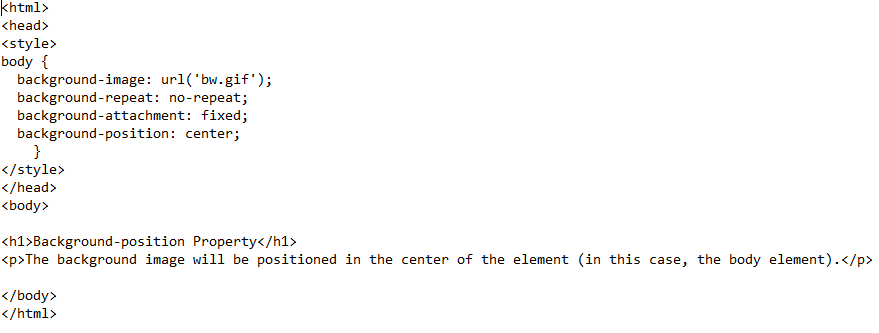 <html>
<head>
<style>
body {
  background-image: url('bw.gif');
  background-repeat: no-repeat;
  background-attachment: fixed;
  background-position: center;
    }
</style>
</head>
<body>

<h1>Background-position Property</h1>
<p>The background image will be positioned in the center of the element (in this case, the body element).</p>

</body>
</html>